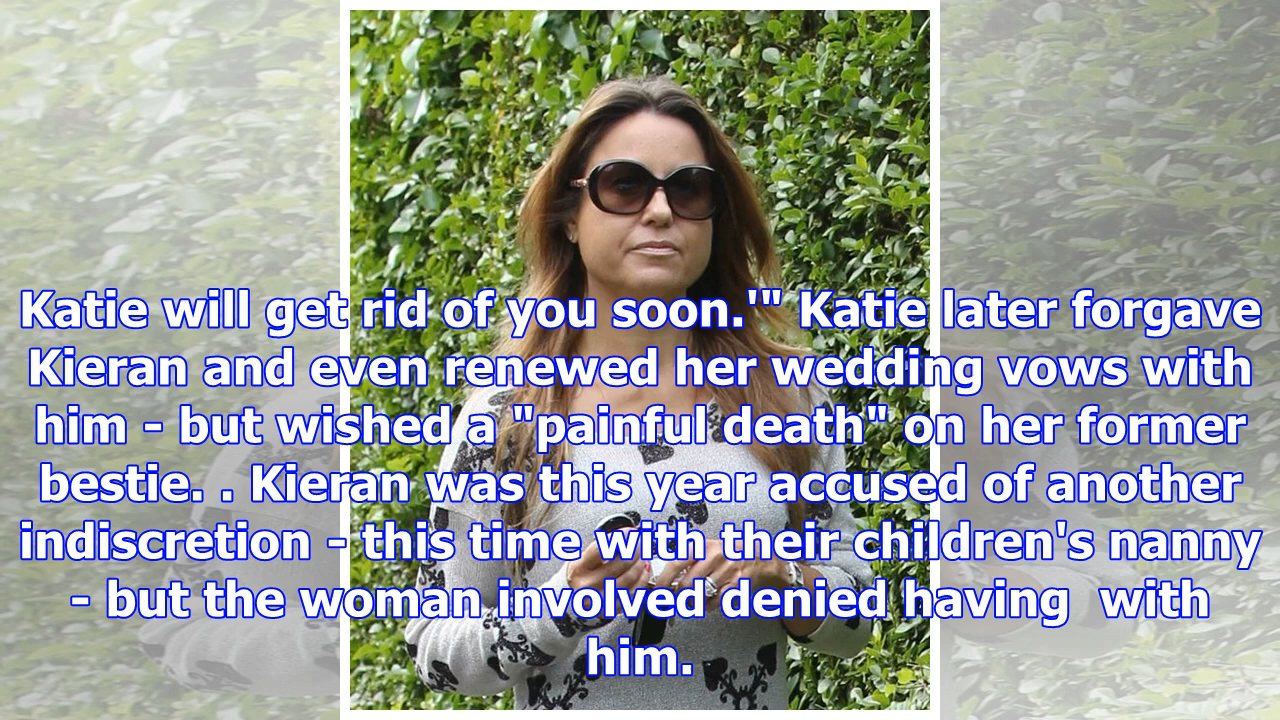 Katie will get rid of you soon.'" Katie later forgave
Kieran and even renewed her wedding vows with
him - but wished a "painful death" on her former
bestie. . Kieran was this year accused of another
indiscretion - this time with their children's nanny
- but the woman involved denied having  with
him.